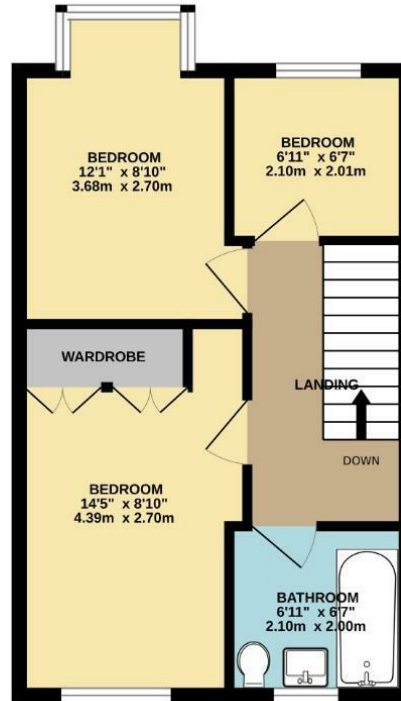 BEDROOM
12'1" x 8'10"
3.68m x 2.70m
BEDROOM
6'11" x 6'7"
2.10m x 2.01m
WARDROBE
LANDING
DOWN
BEDROOM
14'5" x 8'10"
4.39m x 2.70m
BATHROOM
6'11" x 6'7"
2.10m x 2.00m